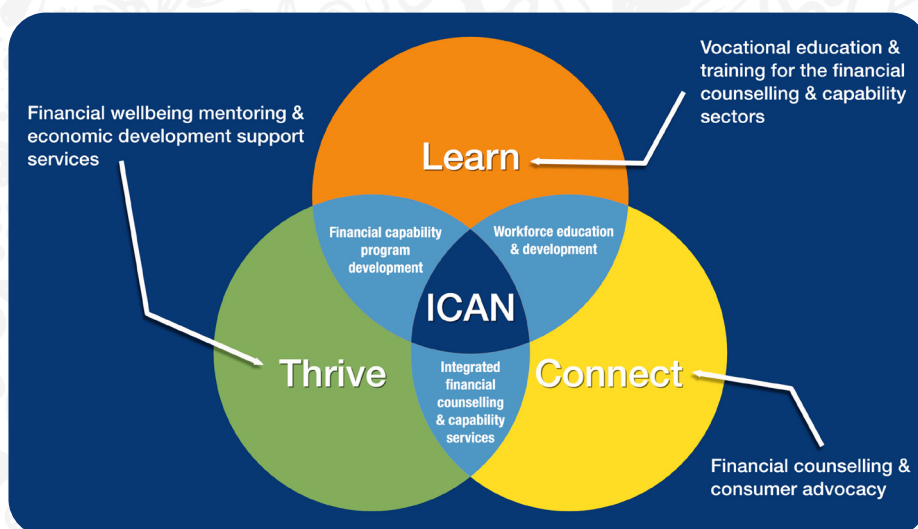 Vocational education &
training for the financial
counselling & capability
sectors
Financial wellbeing mentoring &
economic development support
services
Learn
Financial capability
program
development
Workforce education
& development
ICAN
Thrive
Integrated
financial
counselling
& capability
services
Connect
Financial counselling &
consumer advocacy